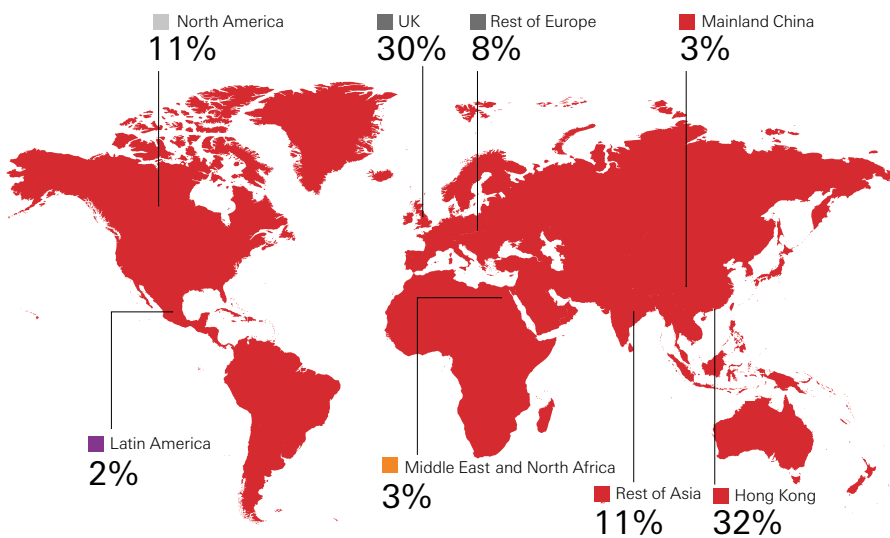 North America
11%
UK
30%
Rest of Europe
8%
Mainland China
3%
Latin America
2%
Middle East and North Africa
3%
Rest of Asia
11%
Hong Kong
32%